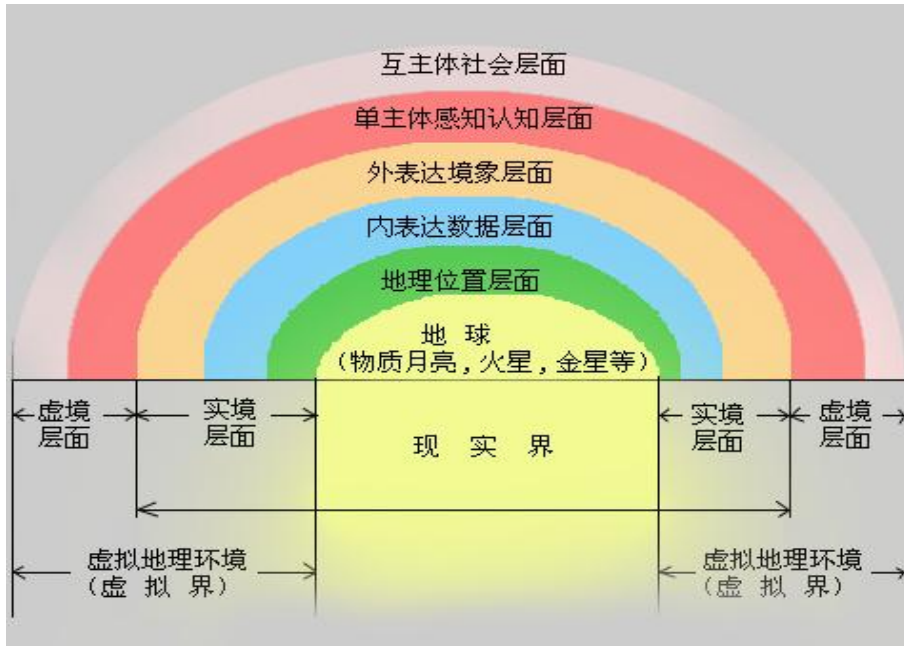 互主体社会层面
单主体感知认知层面
外表达境象层面
内表达数据层面
地理位置层面
地 球
(物质月亮,火星,金星等)
虚境
层面
实境
层面
现 实 界
实境
层面
虚境
层面
虚拟地理环境
(虚 拟 界)
虚拟地理环境
(虚 拟 界)